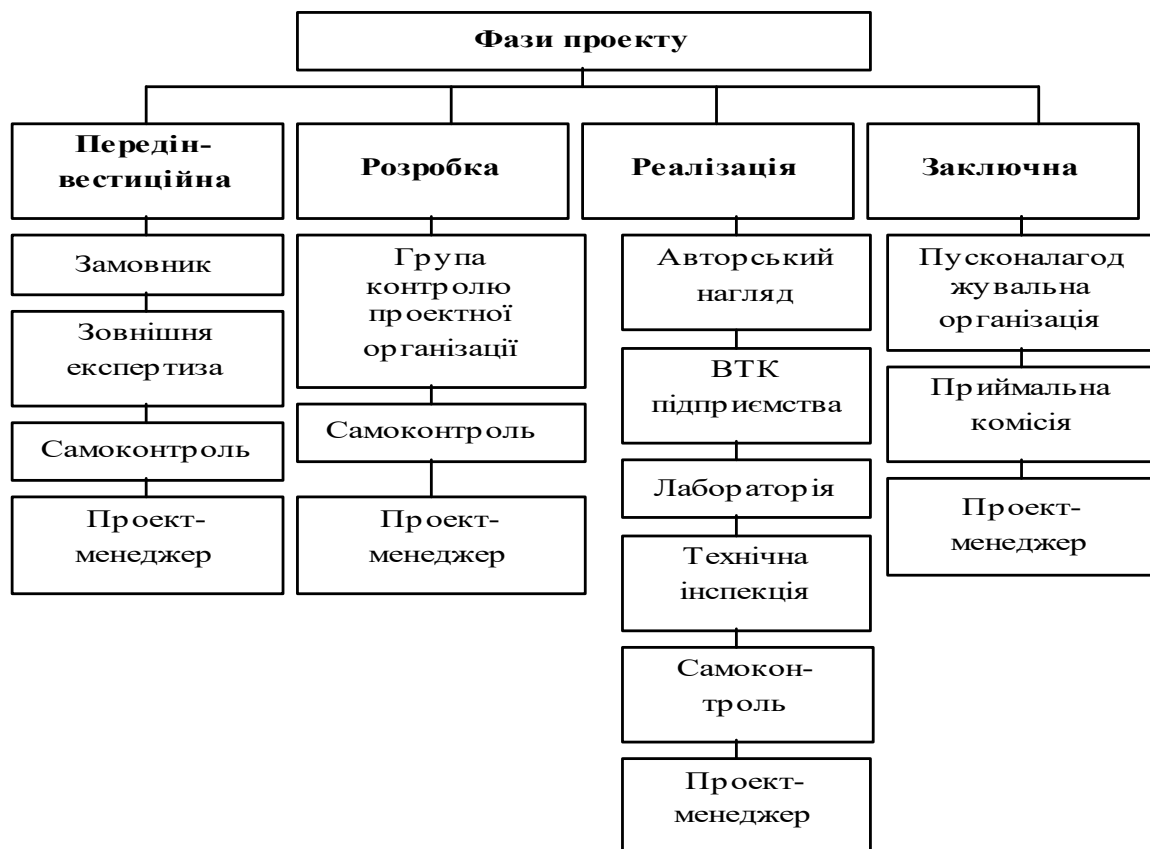 Фази проекту
Передін-
вестиційна
Замовник
Зовнішня
експертиза
Самоконтроль
Проект-
менеджер
Розробка
Група
контролю
проектної
організації
Самоконтроль
Проект-
менеджер
Реалізація
Авторський
нагляд
ВТК
підприємства
Лабораторія
Технічна
інспекція
Самокон-
троль
Проект-
менеджер
Заключна
Пусконалагод
жувальна
організація
Приймальна
комісія
Проект-
менеджер